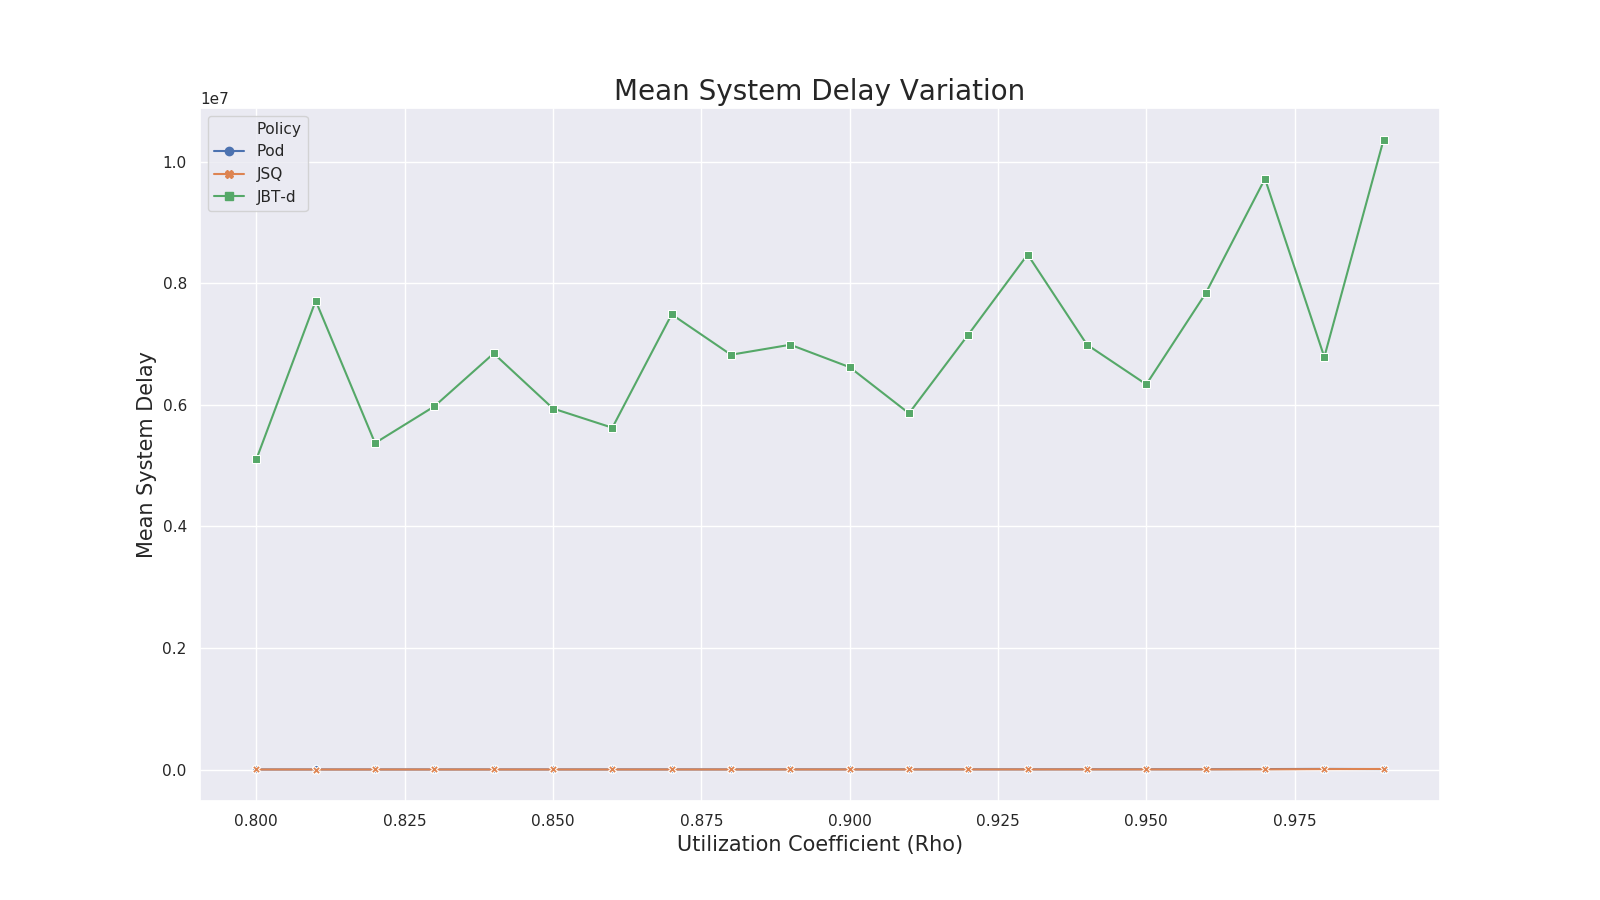 Mean System Delay Variation
1e7
Policy
Pod
JSQ
JBT-d
1.0
0.8
0.6
0.4
0.2
0.0
Mean System Delay
0.800 0.825 0.850 0.875 0.900 0.925 0.950 0.975
Utilization Coefficient (Rho)